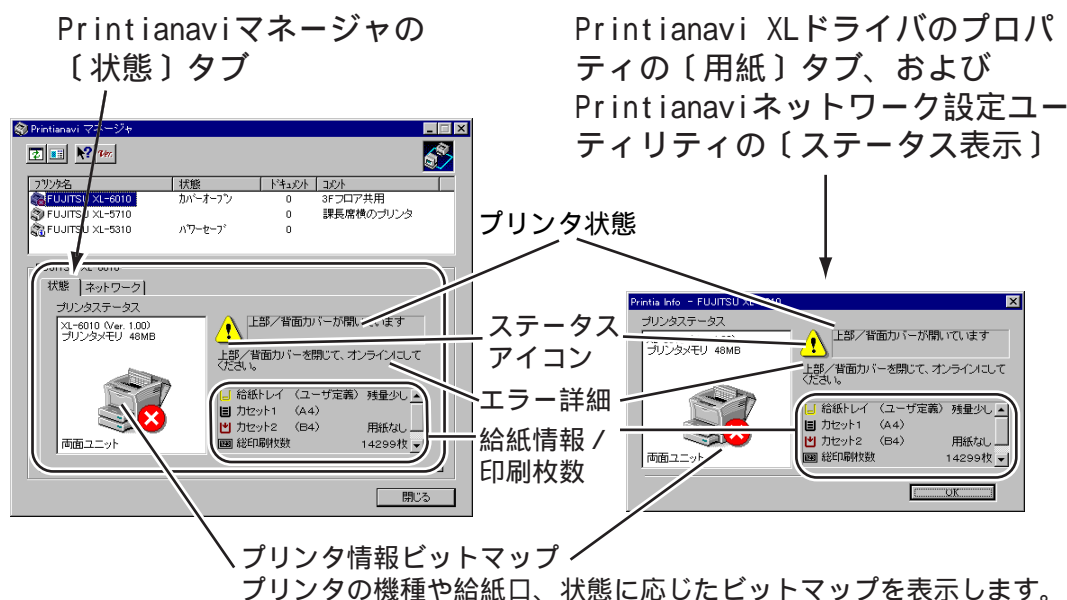 Printianaviマネージャの
〔状態〕タブ
Printianavi XLドライバのプロパ
ティの〔用紙〕タブ、および
Printianaviネットワーク設定ユー
ティリティの〔ステータス表示〕
Printianavi マネージャ
プリンタ名 状態 ドキュメント コメント
FUJITSU XL-6010 カバーオープン 0 3Fフロア共用
FUJITSU XL-5710 0 課長席横のプリンタ
FUJITSU XL-5310 パワーセーブ 0
FUJITSU XL-6010
状態 ネットワーク
プリンタステータス
XL-6010 (Ver. 1.00)
プリンタメモリ 48MB
上部/背面カバーが開いています
上部/背面カバーを閉じて、オンラインにして
ください。
給紙トレイ (ユーザ定義) 残量少し
カセット1 (A4)
カセット2 (B4) 用紙なし
総印刷枚数 14299枚
両面ユニット
閉じる
プリンタ状態
ステータス
アイコン
エラー詳細
給紙情報/
印刷枚数
Printia Info - FUJITSU XL-6010
プリンタステータス
プリンタメモリ 48MB
上部/背面カバーが開いています
上部/背面カバーを閉じて、オンラインにして
ください。
給紙トレイ (ユーザ定義) 残量少し
カセット1 (A4)
カセット2 (B4) 用紙なし
総印刷枚数 14299枚
両面ユニット
OK
プリンタ情報ビットマップ
プリンタの機種や給紙口、状態に応じたビットマップを表示します。